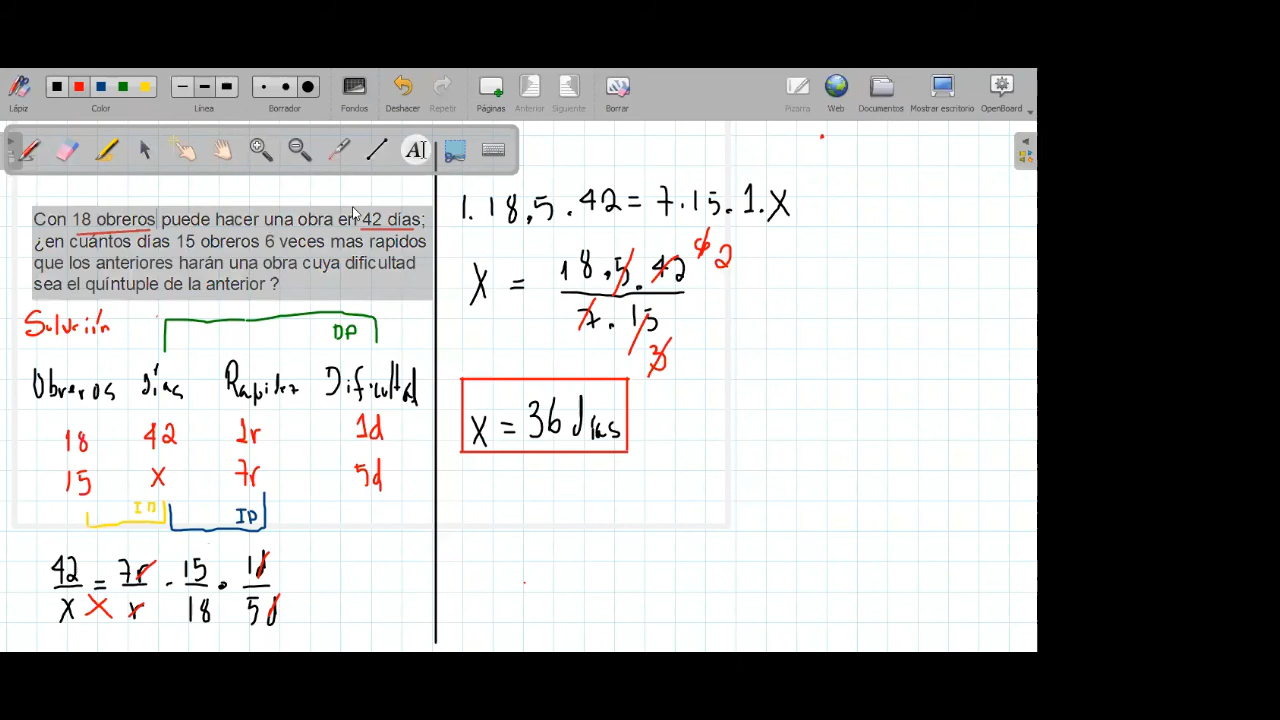 Lápiz Color Línea Borrador Fondos Deshacer Repetir Páginas Anterior Siguiente Borrar Pizarra Web Documentos Mostrar escritorio OpenBoard
AI
Con 18 obreros puede hacer una obra en 42 días;
¿en cuántos días 15 obreros 6 veces mas rapidos
que los anteriores harán una obra cuya dificultad
sea el quíntuple de la anterior ?
Solución
DP
Obreros días Rapidez Dificultad
18 42 1r 1d
15 x 7r 5d
IP IP
42/x = 7r/r · 15/18 · 1d/5d
1.18.5.42 = 7.15.1.X
X = 18.5.42 / 7.15
6 2
3
X = 36 días